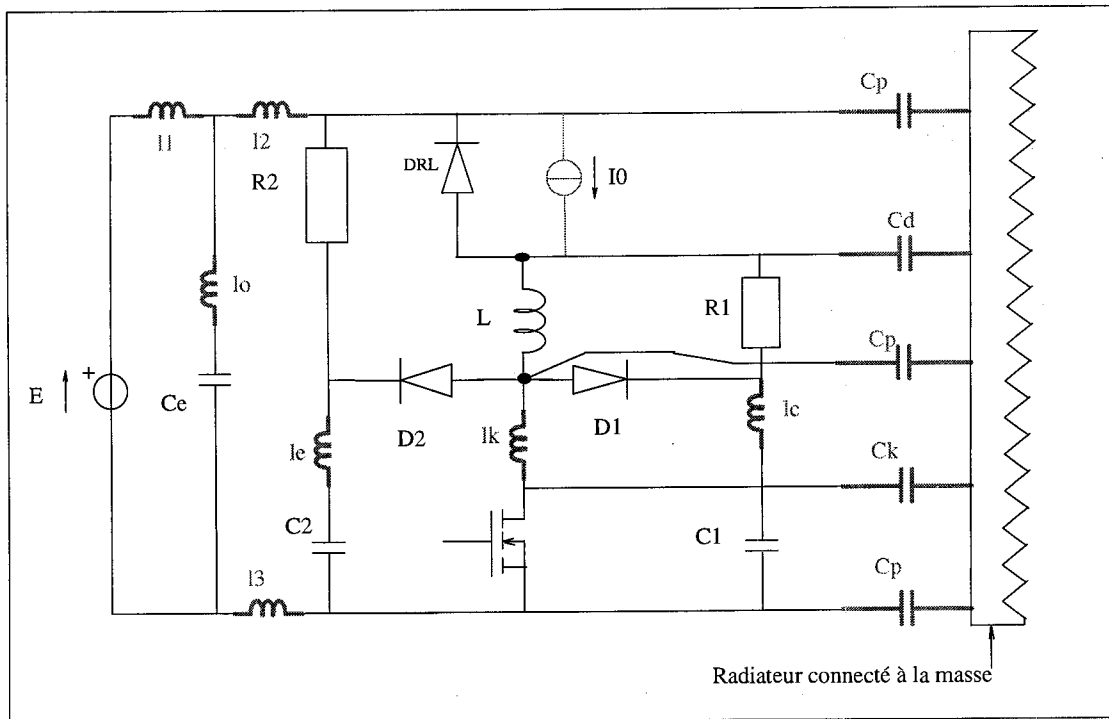 Cp
l1
l2
R2
DRL
I0
Cd
lo
L
R1
Cp
E
+
Ce
D2
lk
D1
lc
le
Ck
C2
C1
l3
Cp
Radiateur connecté à la masse